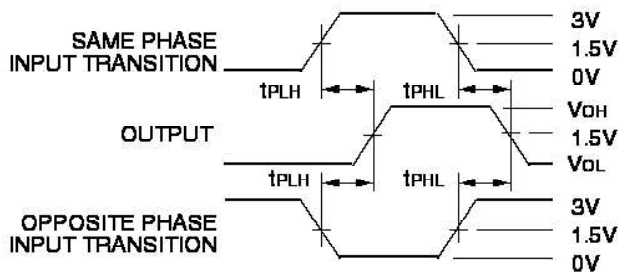 3V
SAME PHASE
INPUT TRANSITION
1.5V
0V
tPLH
tPHL
VOH
OUTPUT
1.5V
VOL
tPLH
tPHL
3V
OPPOSITE PHASE
INPUT TRANSITION
1.5V
0V